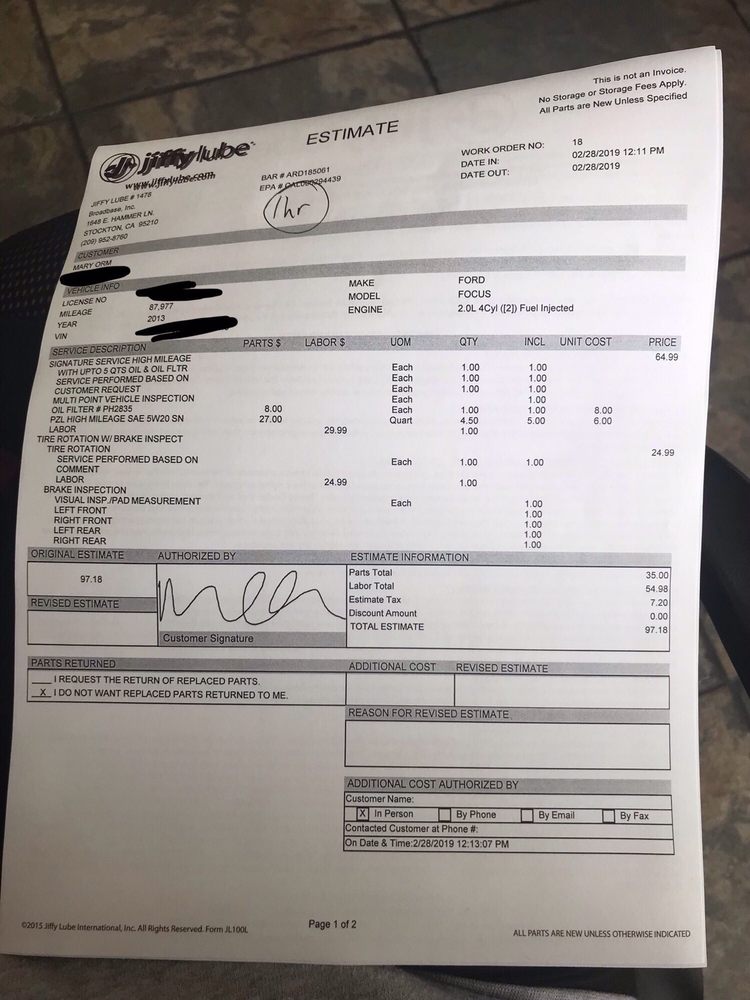 This is not an Invoice.
No Storage or Storage Fees Apply.
All Parts are New Unless Specified
jiffylube
www.jiffylube.com
ESTIMATE
BAR # ARD185061
EPA #
1hr
WORK ORDER NO: 18
DATE IN: 02/28/2019 12:11 PM
DATE OUT: 02/28/2019
JIFFY LUBE # 1476
Broadbase, Inc.
1648 E. HAMMER LN.
STOCKTON, CA 95210
(209) 952-8760
CUSTOMER
MARY ORM
VEHICLE INFO
LICENSE NO
MILEAGE 87,977
YEAR 2013
VIN
MAKE FORD
MODEL FOCUS
ENGINE 2.0L 4Cyl ([2]) Fuel Injected
SERVICE DESCRIPTION PARTS $ LABOR $ UOM QTY INCL UNIT COST PRICE
SIGNATURE SERVICE HIGH MILEAGE 64.99
WITH UPTO 5 QTS OIL & OIL FLTR Each 1.00 1.00
SERVICE PERFORMED BASED ON Each 1.00 1.00
CUSTOMER REQUEST Each 1.00 1.00
MULTI POINT VEHICLE INSPECTION Each 1.00
OIL FILTER # PH2835 8.00 Each 1.00 1.00 8.00
PZL HIGH MILEAGE SAE 5W20 SN 27.00 Quart 4.50 5.00 6.00
LABOR 29.99 1.00
TIRE ROTATION W/ BRAKE INSPECT 24.99
TIRE ROTATION
SERVICE PERFORMED BASED ON Each 1.00 1.00
COMMENT
LABOR 24.99 1.00
BRAKE INSPECTION
VISUAL INSP./PAD MEASUREMENT Each 1.00
LEFT FRONT 1.00
RIGHT FRONT 1.00
LEFT REAR 1.00
RIGHT REAR 1.00
ORIGINAL ESTIMATE AUTHORIZED BY ESTIMATE INFORMATION
97.18
REVISED ESTIMATE
Customer Signature
Parts Total 35.00
Labor Total 54.98
Estimate Tax 7.20
Discount Amount 0.00
TOTAL ESTIMATE 97.18
PARTS RETURNED
I REQUEST THE RETURN OF REPLACED PARTS.
X I DO NOT WANT REPLACED PARTS RETURNED TO ME.
ADDITIONAL COST REVISED ESTIMATE
REASON FOR REVISED ESTIMATE
ADDITIONAL COST AUTHORIZED BY
Customer Name:
X In Person By Phone By Email By Fax
Contacted Customer at Phone #:
On Date & Time:2/28/2019 12:13:07 PM
©2015 Jiffy Lube International, Inc. All Rights Reserved. Form JL100L
Page 1 of 2
ALL PARTS ARE NEW UNLESS OTHERWISE INDICATED